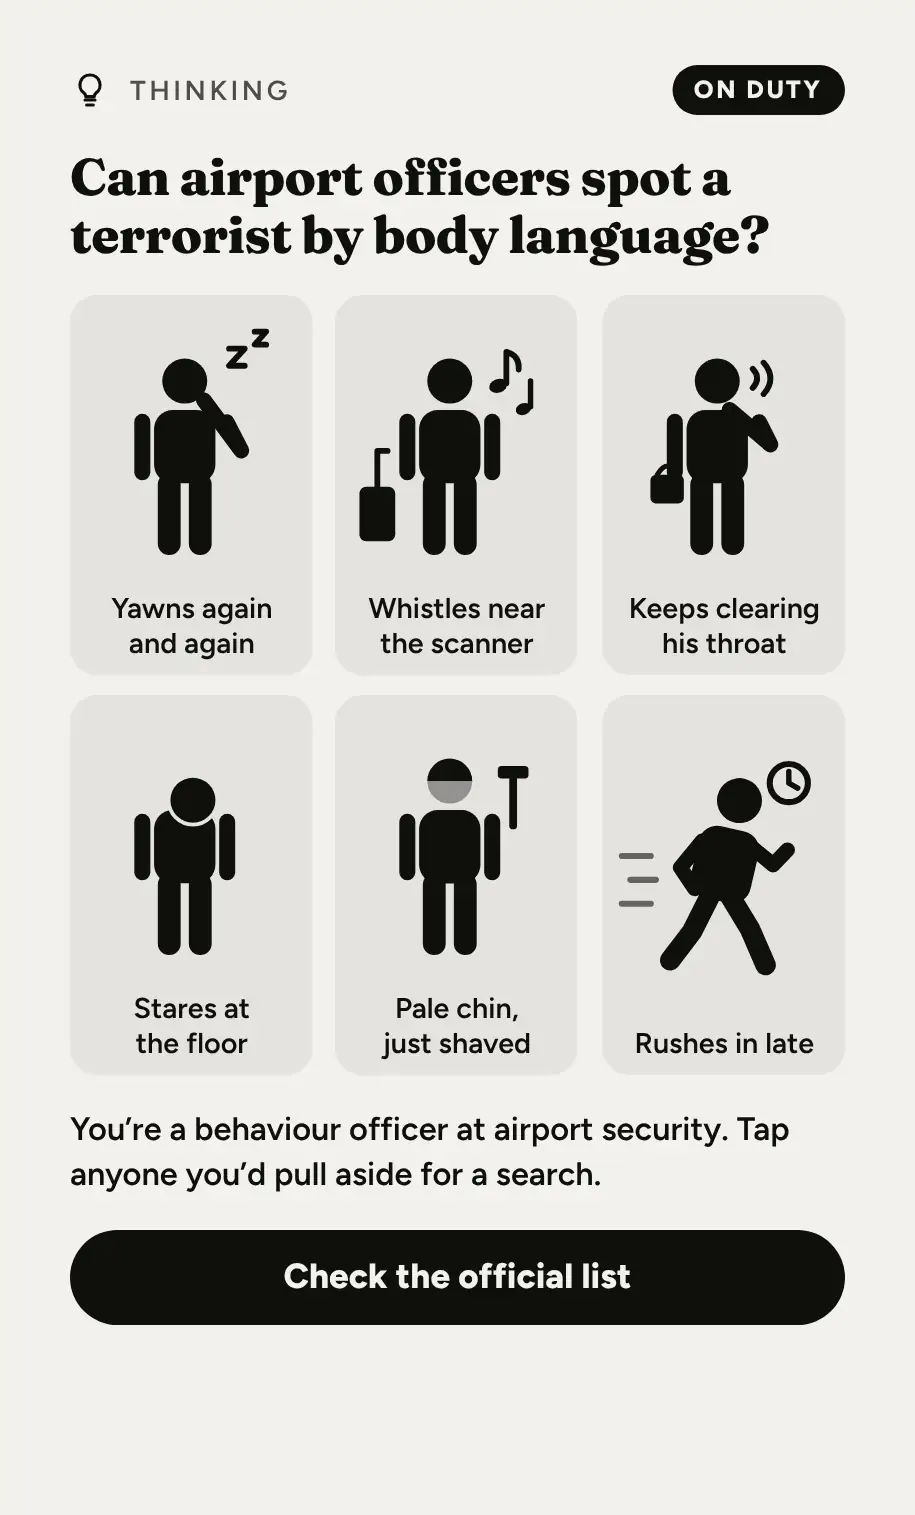 THINKING
ON DUTY
Can airport officers spot a
terrorist by body language?
z z
Yawns again
and again
Whistles near
the scanner
Keeps clearing
his throat
Stares at
the floor
Pale chin,
just shaved
Rushes in late
You’re a behaviour officer at airport security. Tap
anyone you’d pull aside for a search.
Check the official list